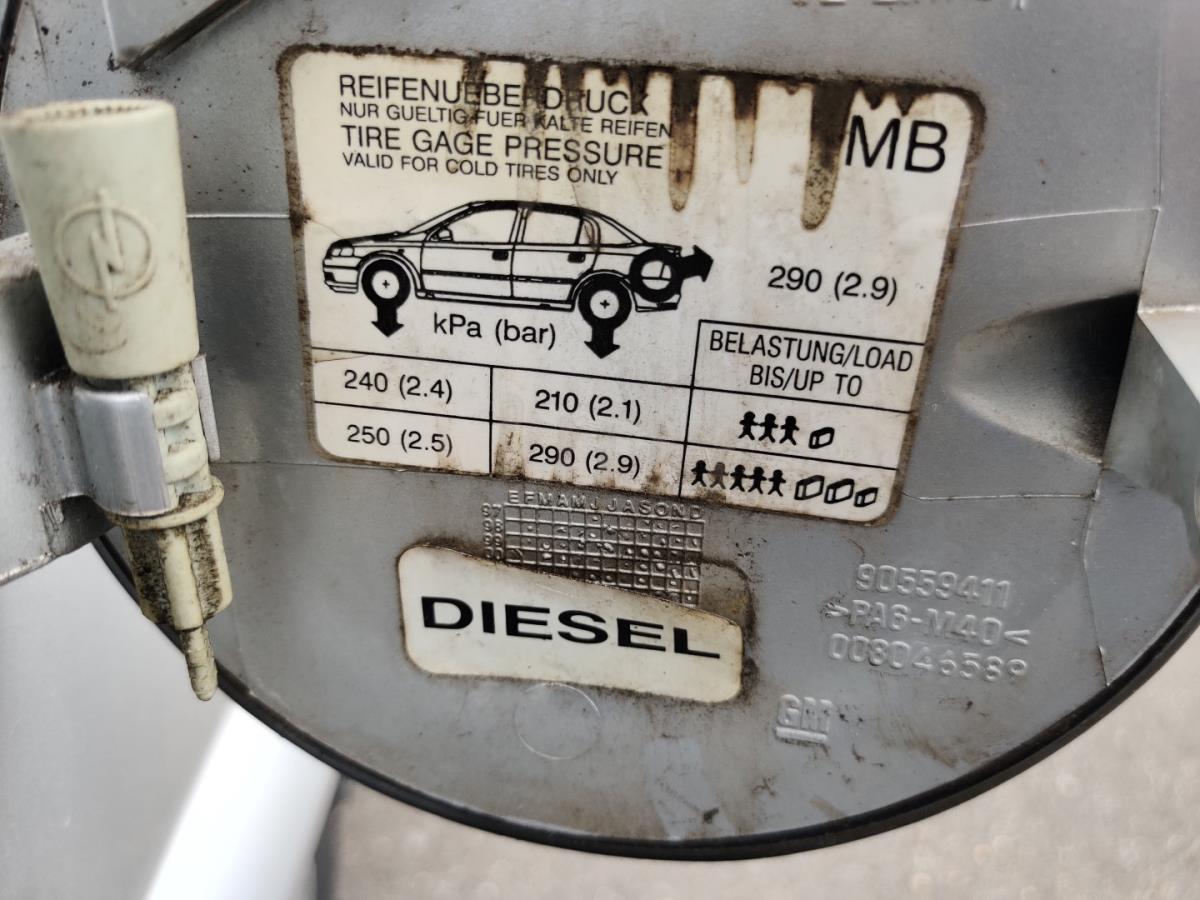 REIFENUEBERDRUCK
NUR GUELTIG FUER KALTE REIFEN
TIRE GAGE PRESSURE
VALID FOR COLD TIRES ONLY
MB
290 (2.9)
kPa (bar)
BELASTUNG/LOAD
BIS/UP TO
240 (2.4) 210 (2.1)
250 (2.5) 290 (2.9)
EFMAMJJASOND
97
98
99
00
DIESEL
90559411
>PA6-M40<
008046589
GM